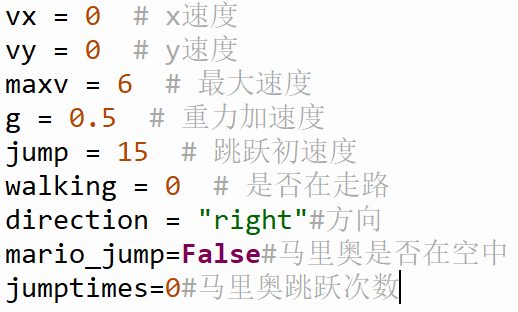 vx = 0  # x速度
vy = 0  # y速度
maxv = 6  # 最大速度
g = 0.5  # 重力加速度
jump = 15  # 跳跃初速度
walking = 0  # 是否在走路
direction = "right"#方向
mario_jump=False#马里奥是否在空中
jumptimes=0#马里奥跳跃次数